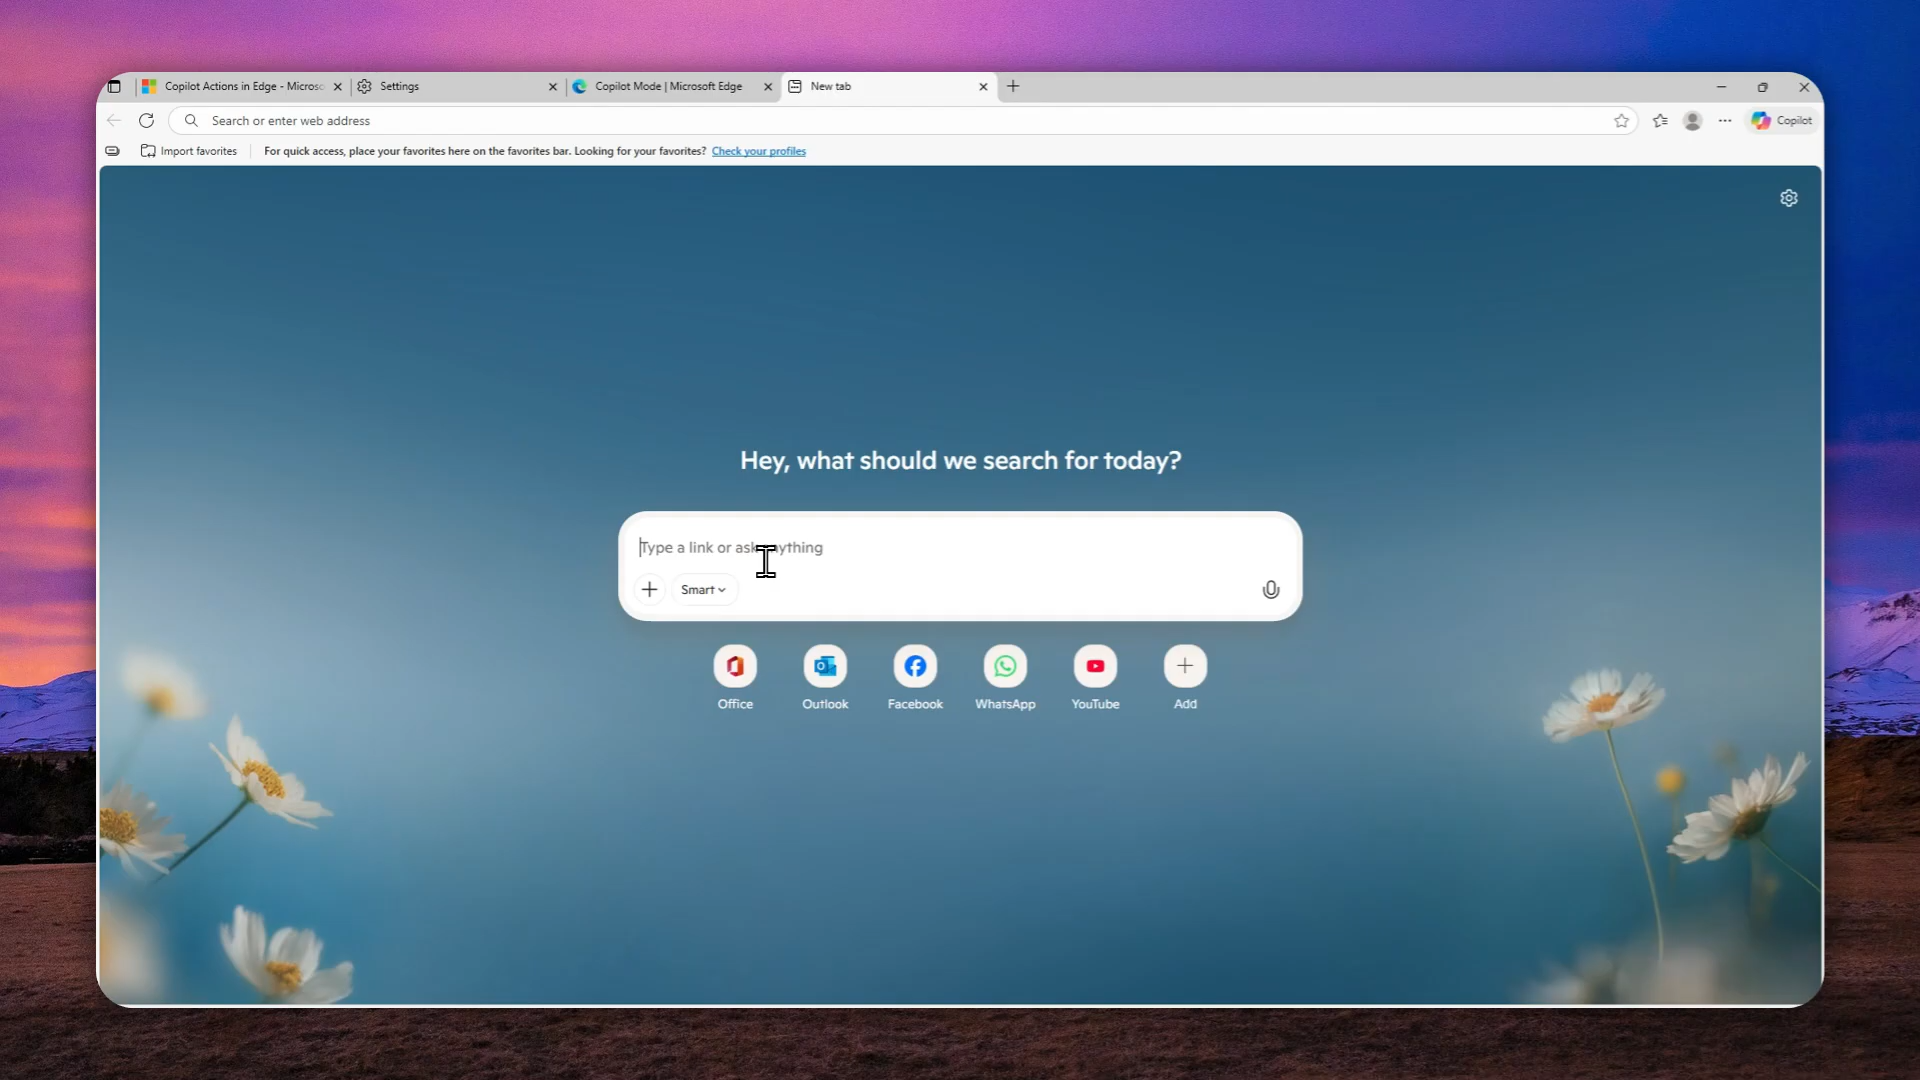 Copilot Actions in Edge - Microso
Settings
Copilot Mode | Microsoft Edge
New tab
Search or enter web address
Copilot
Import favorites
For quick access, place your favorites here on the favorites bar. Looking for your favorites? Check your profiles
Hey, what should we search for today?
Type a link or ask anything
Smart
Office
Outlook
Facebook
WhatsApp
YouTube
Add